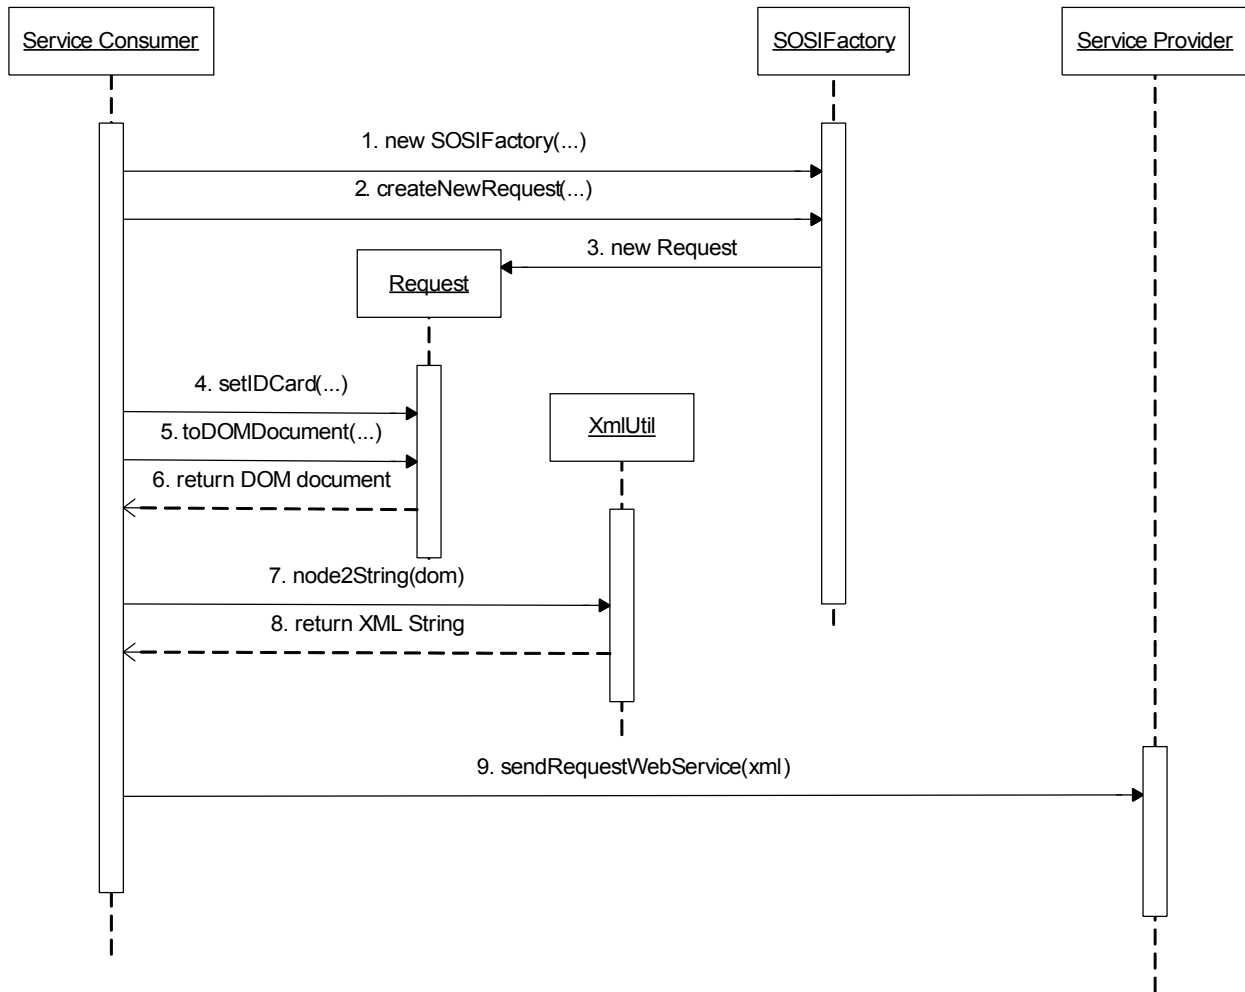 Service Consumer
SOSIFactory
Service Provider
1. new SOSIFactory(...)
2. createNewRequest(...)
3. new Request
Request
4. setIDCard(...)
XmlUtil
5. toDOMDocument(...)
6. return DOM document
7. node2String(dom)
8. return XML String
9. sendRequestWebService(xml)